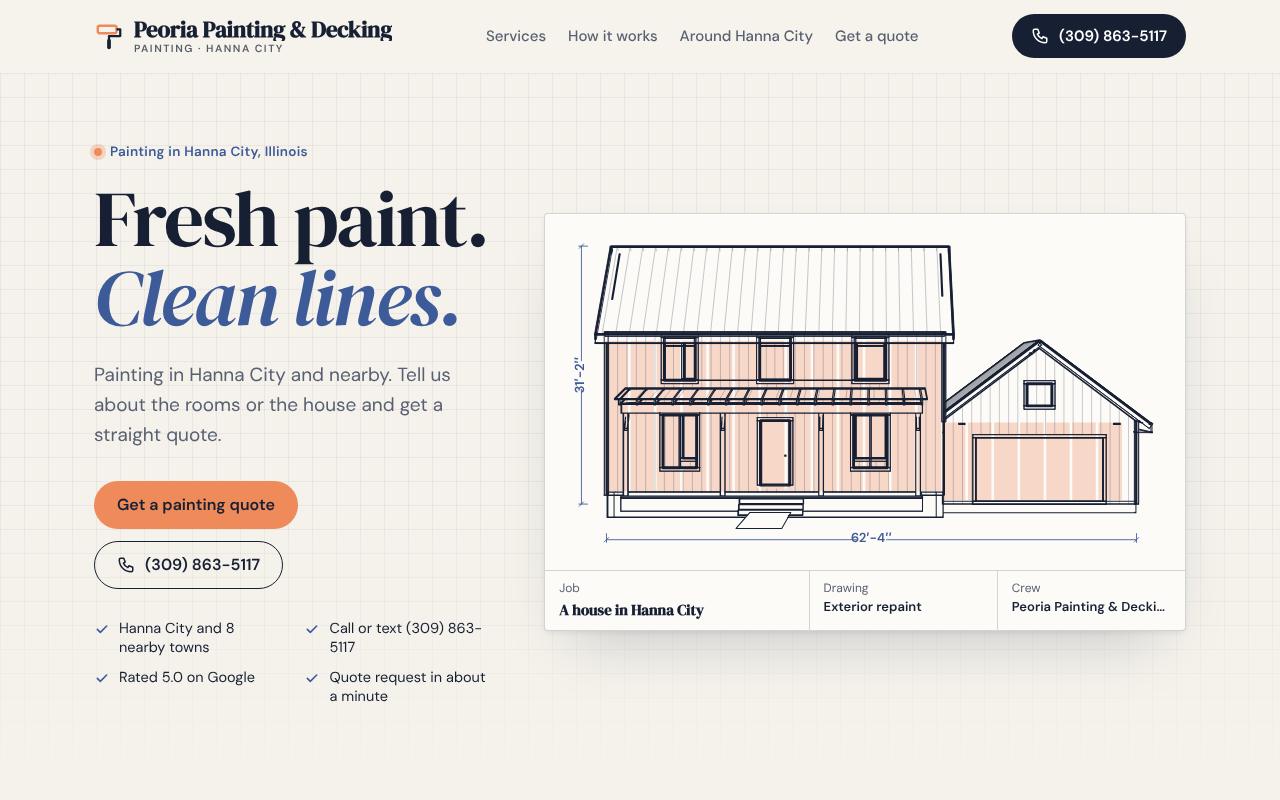 Peoria Painting & Decking
PAINTING · HANNA CITY
Services
How it works
Around Hanna City
Get a quote
(309) 863-5117
Painting in Hanna City, Illinois
Fresh paint.
Clean lines.
Painting in Hanna City and nearby. Tell us
about the rooms or the house and get a
straight quote.
Get a painting quote
(309) 863-5117
Hanna City and 8
nearby towns
Call or text (309) 863-
5117
Rated 5.0 on Google
Quote request in about
a minute
31′-2″
62′-4″
Job
A house in Hanna City
Drawing
Exterior repaint
Crew
Peoria Painting & Decki...